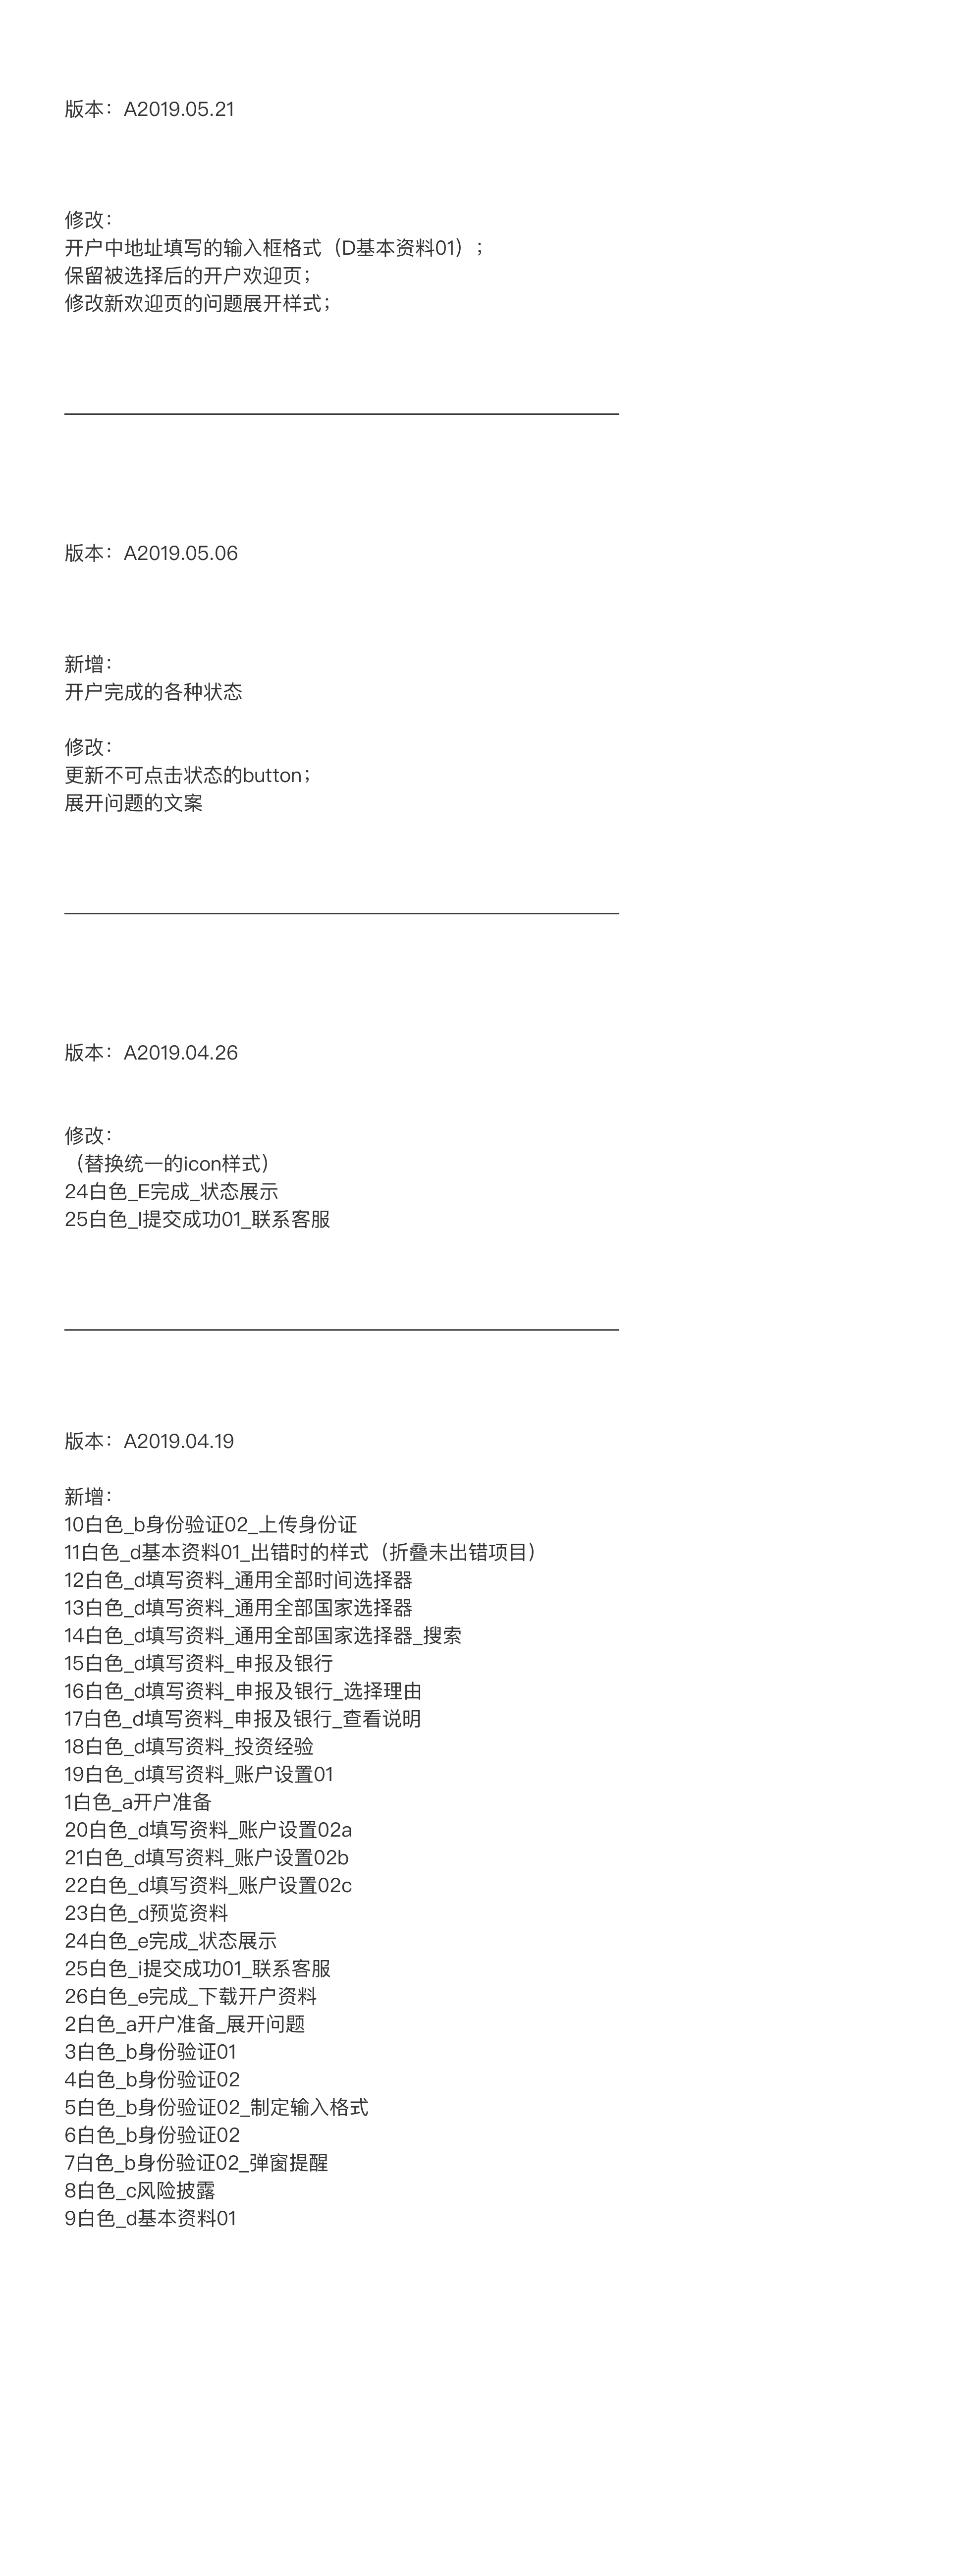 版本：A2019.05.21
修改：
开户中地址填写的输入框格式（D基本资料01）；
保留被选择后的开户欢迎页；
修改新欢迎页的问题展开样式；
版本：A2019.05.06
新增：
开户完成的各种状态
修改：
更新不可点击状态的button；
展开问题的文案
版本：A2019.04.26
修改：
（替换统一的icon样式）
24白色_E完成_状态展示
25白色_I提交成功01_联系客服
版本：A2019.04.19
新增：
10白色_b身份验证02_上传身份证
11白色_d基本资料01_出错时的样式（折叠未出错项目）
12白色_d填写资料_通用全部时间选择器
13白色_d填写资料_通用全部国家选择器
14白色_d填写资料_通用全部国家选择器_搜索
15白色_d填写资料_申报及银行
16白色_d填写资料_申报及银行_选择理由
17白色_d填写资料_申报及银行_查看说明
18白色_d填写资料_投资经验
19白色_d填写资料_账户设置01
1白色_a开户准备
20白色_d填写资料_账户设置02a
21白色_d填写资料_账户设置02b
22白色_d填写资料_账户设置02c
23白色_d预览资料
24白色_e完成_状态展示
25白色_i提交成功01_联系客服
26白色_e完成_下载开户资料
2白色_a开户准备_展开问题
3白色_b身份验证01
4白色_b身份验证02
5白色_b身份验证02_制定输入格式
6白色_b身份验证02
7白色_b身份验证02_弹窗提醒
8白色_c风险披露
9白色_d基本资料01